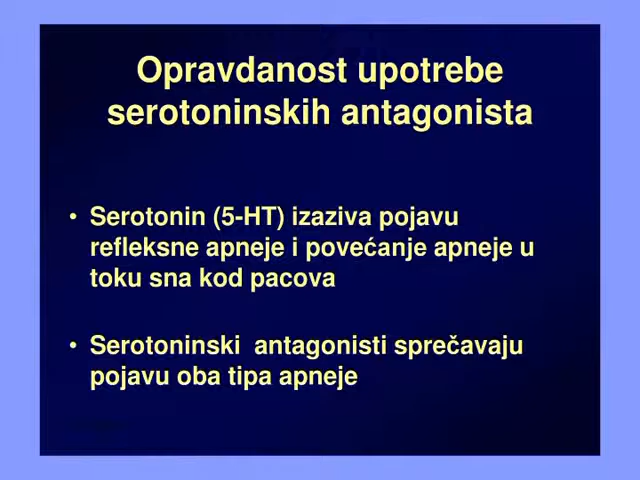 Opravdanost upotrebe
serotoninskih antagonista
• Serotonin (5-HT) izaziva pojavu
refleksne apneje i povećanje apneje u
toku sna kod pacova
• Serotoninski  antagonisti sprečavaju
pojavu oba tipa apneje